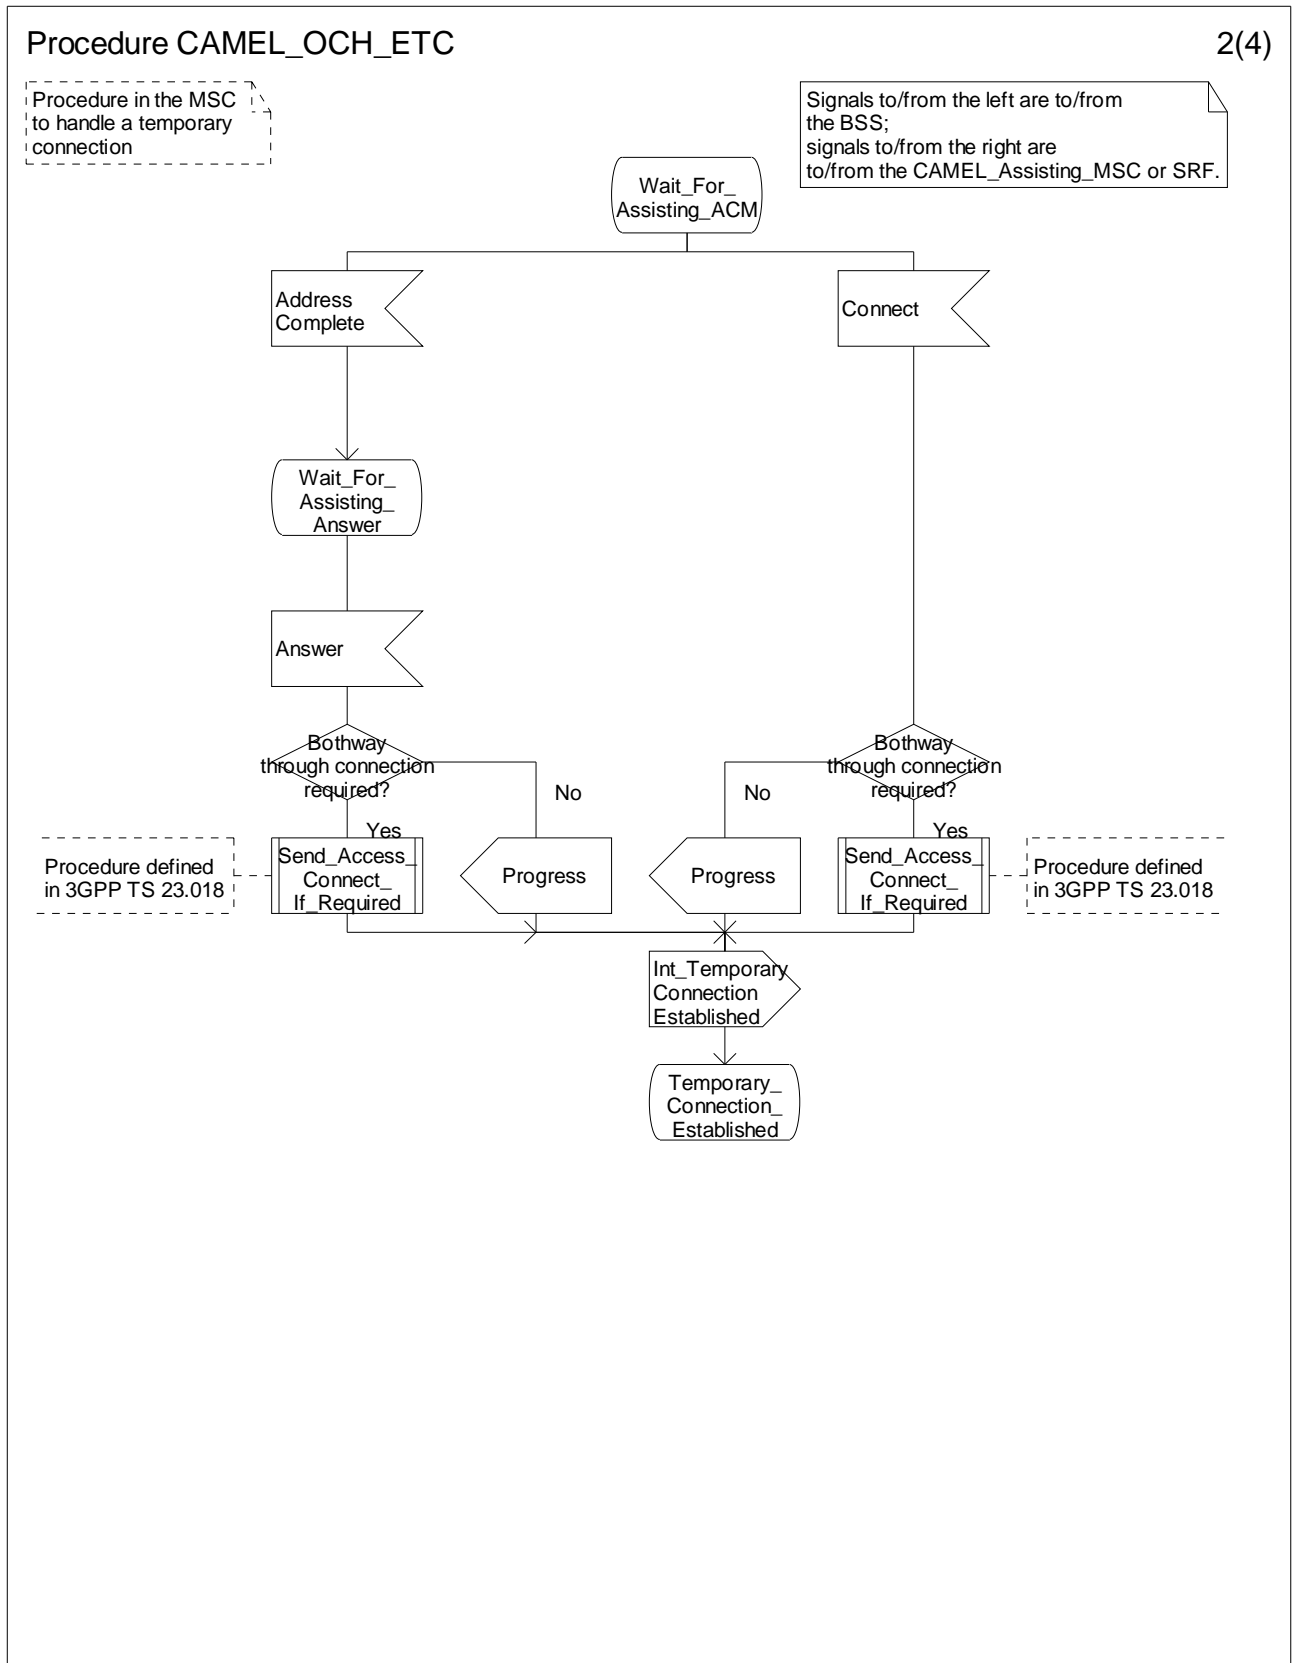 Procedure CAMEL_OCH_ETC
2(4)
Procedure in the MSC
to handle a temporary
connection
Signals to/from the left are to/from
the BSS;
signals to/from the right are
to/from the CAMEL_Assisting_MSC or SRF.
Wait_For_
Assisting_ACM
Address
Complete
Connect
Wait_For_
Assisting_
Answer
Answer
Bothway
through connection
required?
No
Yes
No
Bothway
through connection
required?
Yes
Procedure defined
in 3GPP TS 23.018
Send_Access_
Connect_
If_Required
Progress
Progress
Send_Access_
Connect_
If_Required
Procedure defined
in 3GPP TS 23.018
Int_Temporary
Connection
Established
Temporary_
Connection_
Established